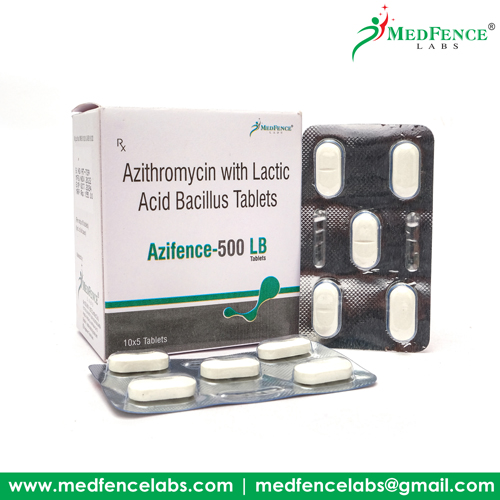 MEDFENCE®
LABS
MEDFENCE
LABS
Rx
Azithromycin with Lactic
Acid Bacillus Tablets
Azifence-500 LB
Tablets
10x5 Tablets
www.medfencelabs.com | medfencelabs@gmail.com